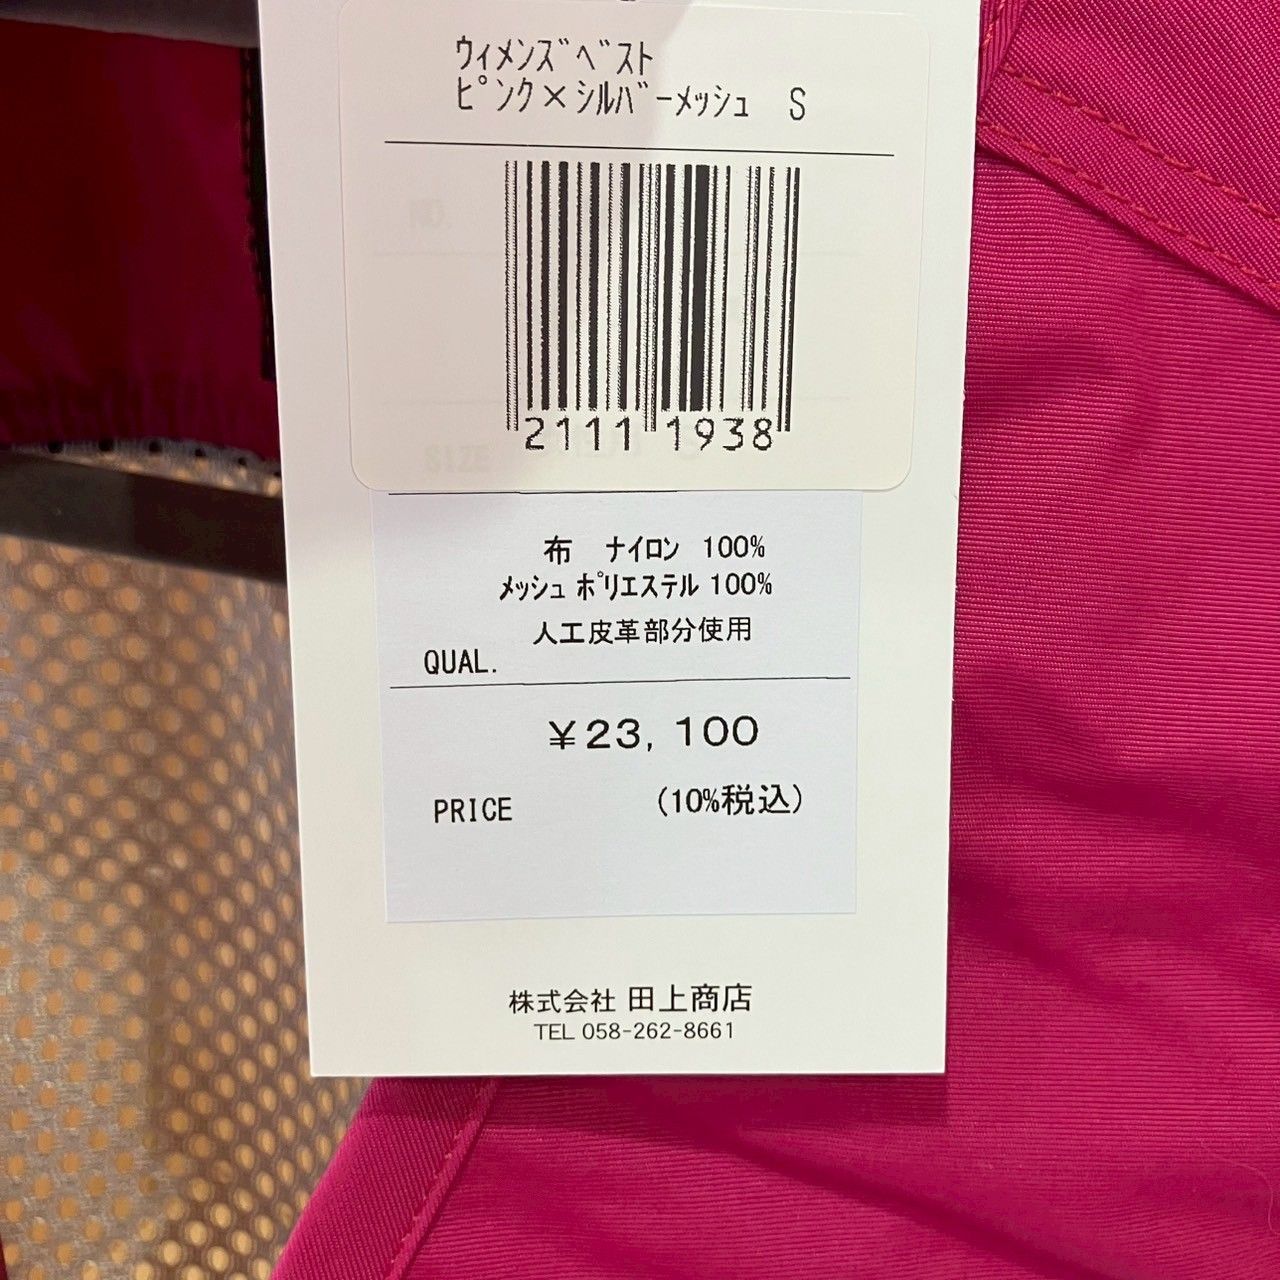 ウィメンズベスト
ピンク×シルバーメッシュ S
NO.
2111 1938
SIZE
布 ナイロン 100%
メッシュ ポリエステル 100%
人工皮革部分使用
QUAL.
¥23,100
PRICE (10%税込)
株式会社 田上商店
TEL 058-262-8661